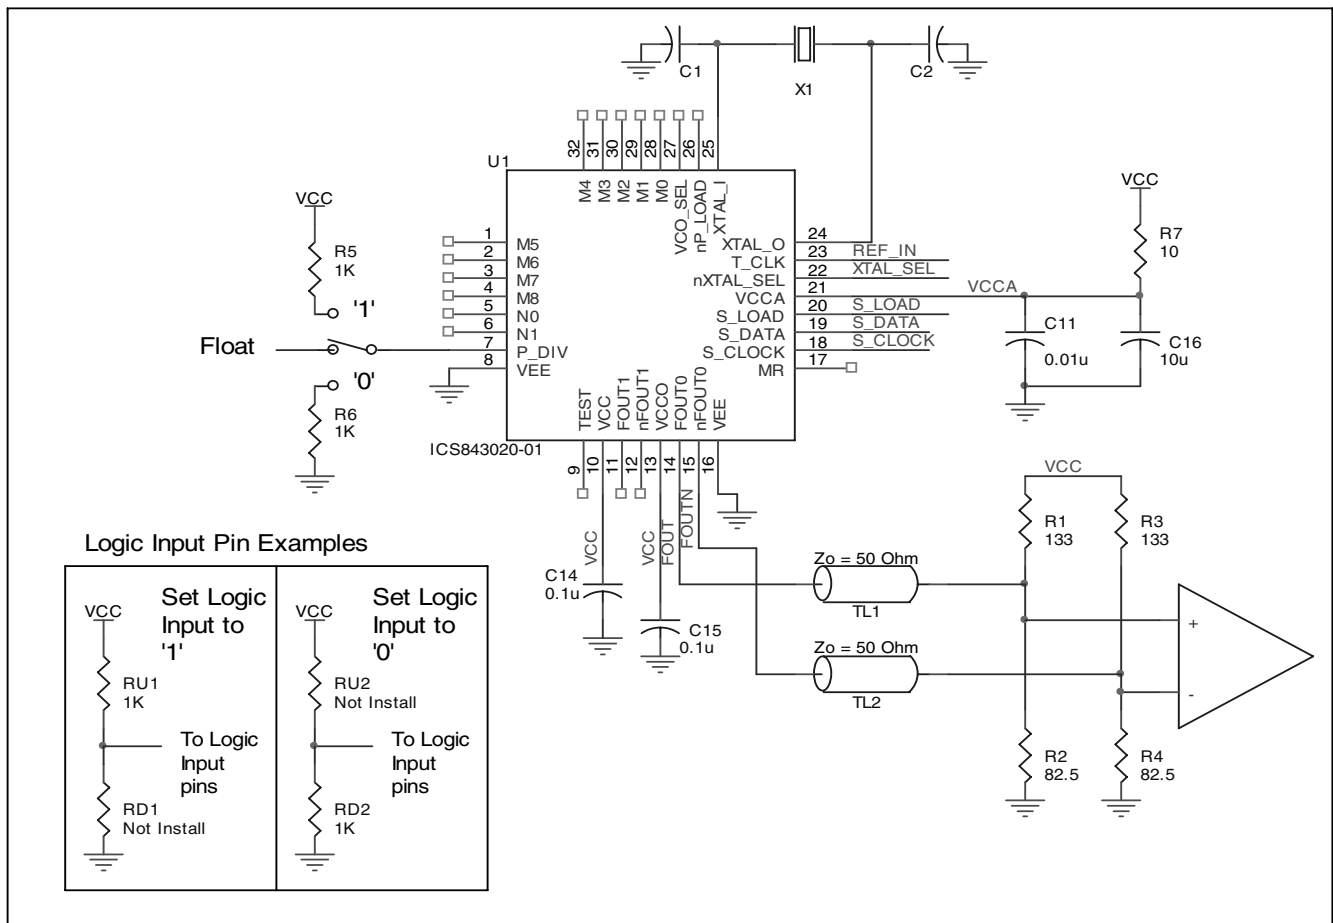 C1
X1
C2
U1
32
31
30
29
28
27
26
25
M4
M3
M2
M1
M0
VCO_SEL
nP_LOAD
XTAL_I
VCC
R5
1K
'1'
Float
'0'
R6
1K
1
2
3
4
5
6
7
8
M5
M6
M7
M8
N0
N1
P_DIV
VEE
XTAL_O
T_CLK
nXTAL_SEL
VCCA
S_LOAD
S_DATA
S_CLOCK
MR
24
23
22
21
20
19
18
17
REF_IN
XTAL_SEL
VCCA
S_LOAD
S_DATA
S_CLOCK
VCC
R7
10
C11
0.01u
C16
10u
TEST
VCC
FOUT1
nFOUT1
VCCO
FOUT0
nFOUT0
VEE
ICS843020-01
9
10
11
12
13
14
15
16
VCC
VCC
FOUT
FOUTN
C14
0.1u
C15
0.1u
Zo = 50 Ohm
TL1
Zo = 50 Ohm
TL2
VCC
R1
133
R3
133
+
-
R2
82.5
R4
82.5
Logic Input Pin Examples
VCC
Set Logic
Input to
'1'
RU1
1K
To Logic
Input
pins
RD1
Not Install
VCC
Set Logic
Input to
'0'
RU2
Not Install
To Logic
Input
pins
RD2
1K